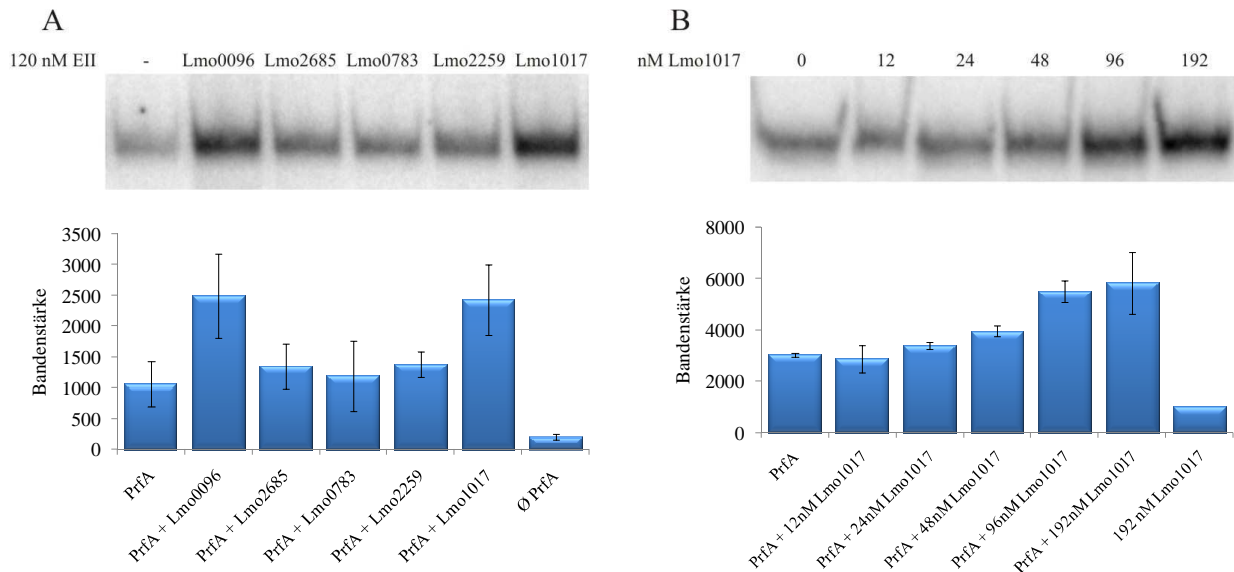 A
120 nM EII - Lmo0096 Lmo2685 Lmo0783 Lmo2259 Lmo1017
Bandenstärke
3500
3000
2500
2000
1500
1000
500
0
PrfA
PrfA + Lmo0096
PrfA + Lmo2685
PrfA + Lmo0783
PrfA + Lmo2259
PrfA + Lmo1017
Ø PrfA
B
nM Lmo1017 0 12 24 48 96 192
Bandenstärke
8000
6000
4000
2000
0
PrfA
PrfA + 12nM Lmo1017
PrfA + 24nM Lmo1017
PrfA + 48nM Lmo1017
PrfA + 96nM Lmo1017
PrfA + 192nM Lmo1017
192 nM Lmo1017